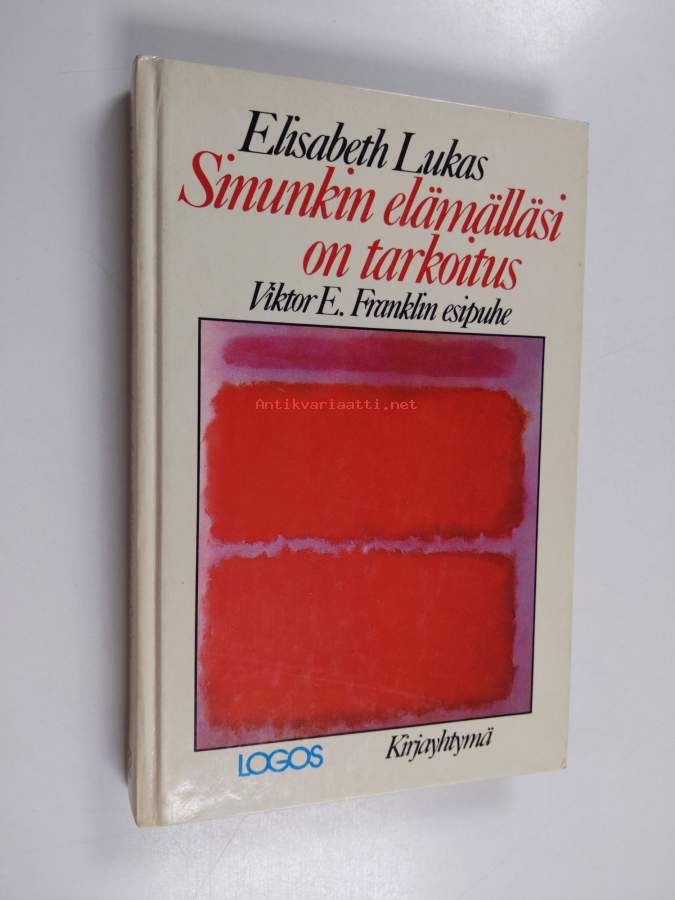 Elisabeth Lukas
Sinunkin elämälläsi
on tarkoitus
Viktor E. Franklin esipuhe
Antikvariaatti.net
LOGOS
Kirjayhtymä